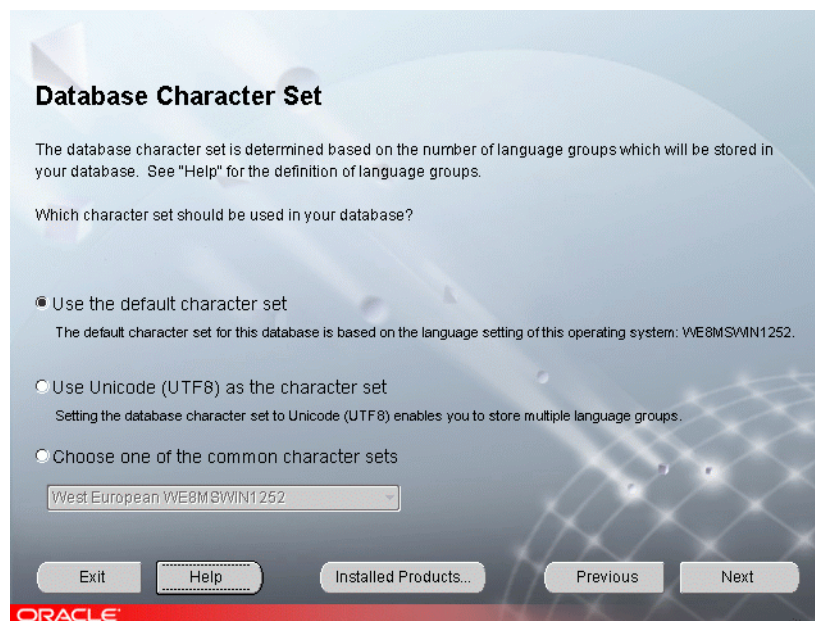 Database Character Set
The database character set is determined based on the number of language groups which will be stored in
your database. See "Help" for the definition of language groups.
Which character set should be used in your database?
Use the default character set
The default character set for this database is based on the language setting of this operating system: WE8MSWIN1252.
Use Unicode (UTF8) as the character set
Setting the database character set to Unicode (UTF8) enables you to store multiple language groups.
Choose one of the common character sets
West European WE8MSWIN1252
Exit Help Installed Products... Previous Next
ORACLE